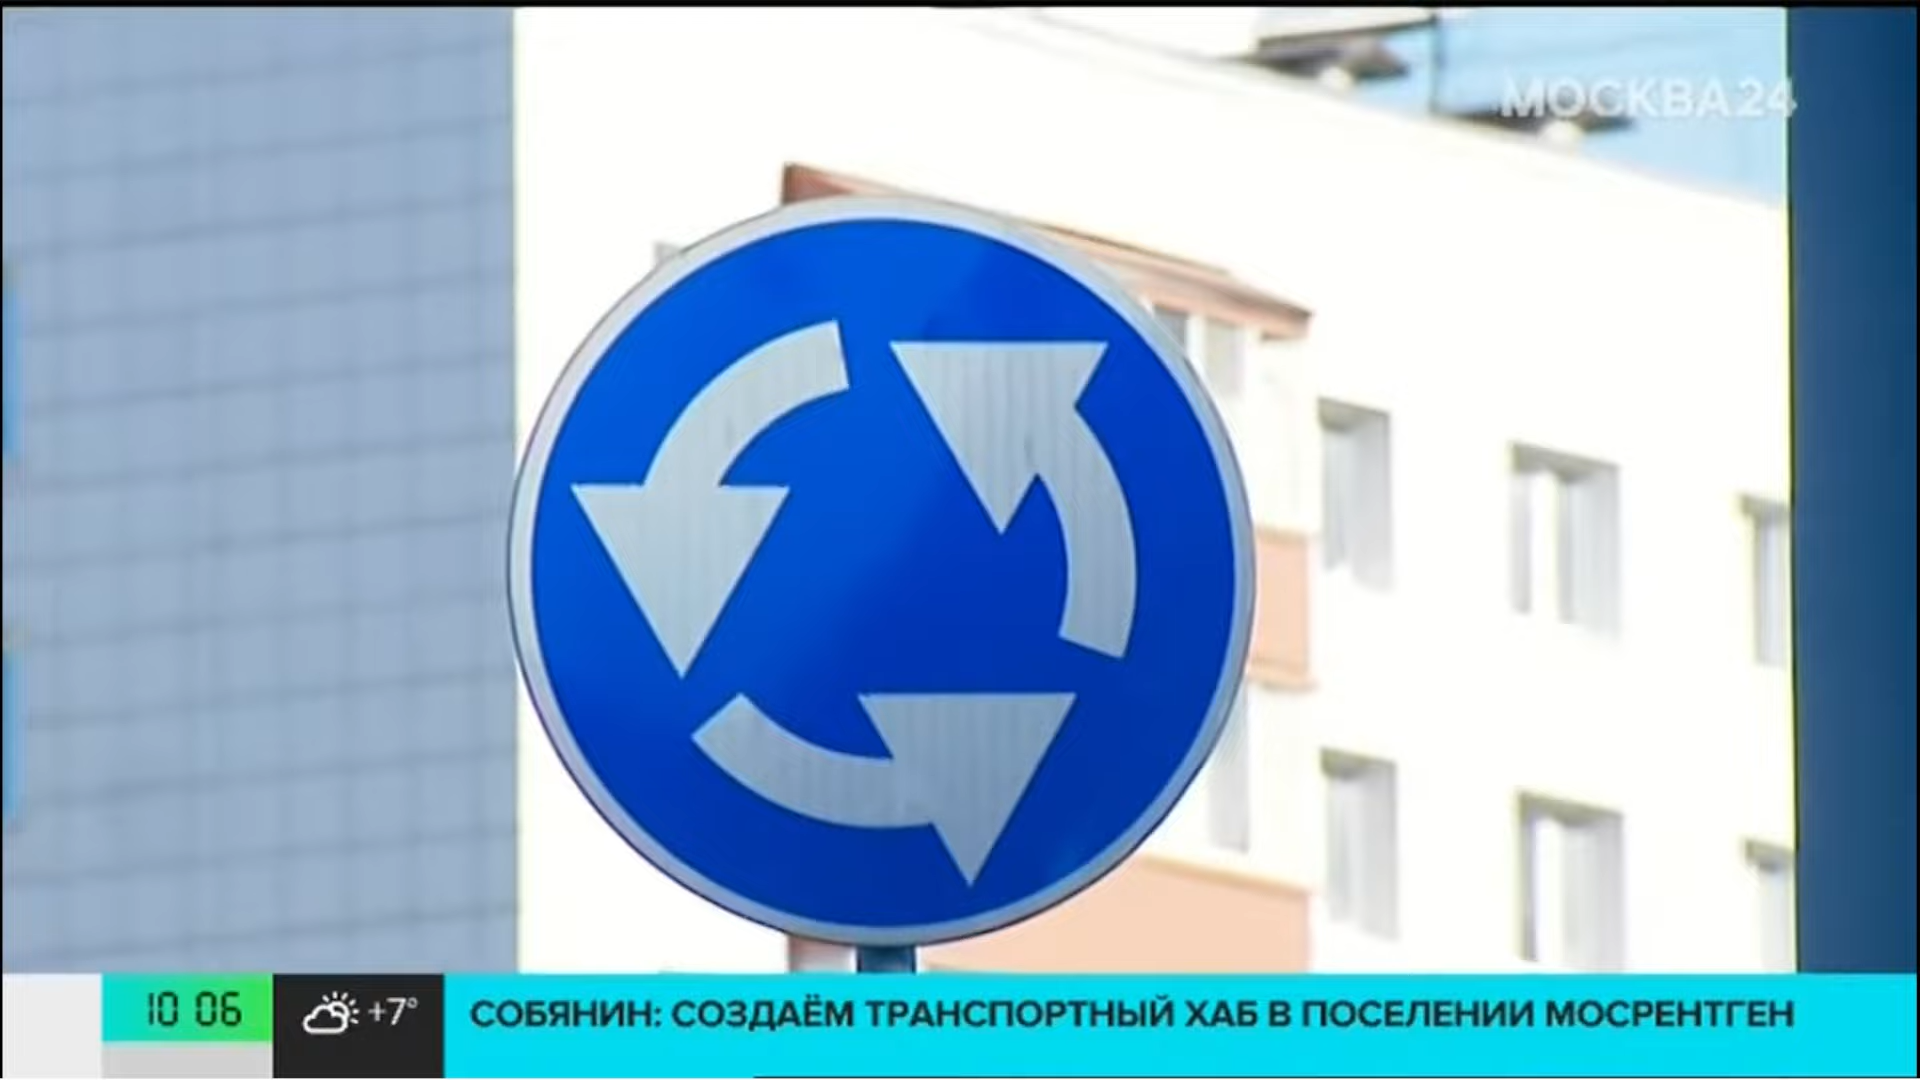 МОСКВА 24
10 06
+7°
СОБЯНИН: СОЗДАЁМ ТРАНСПОРТНЫЙ ХАБ В ПОСЕЛЕНИИ МОСРЕНТГЕН